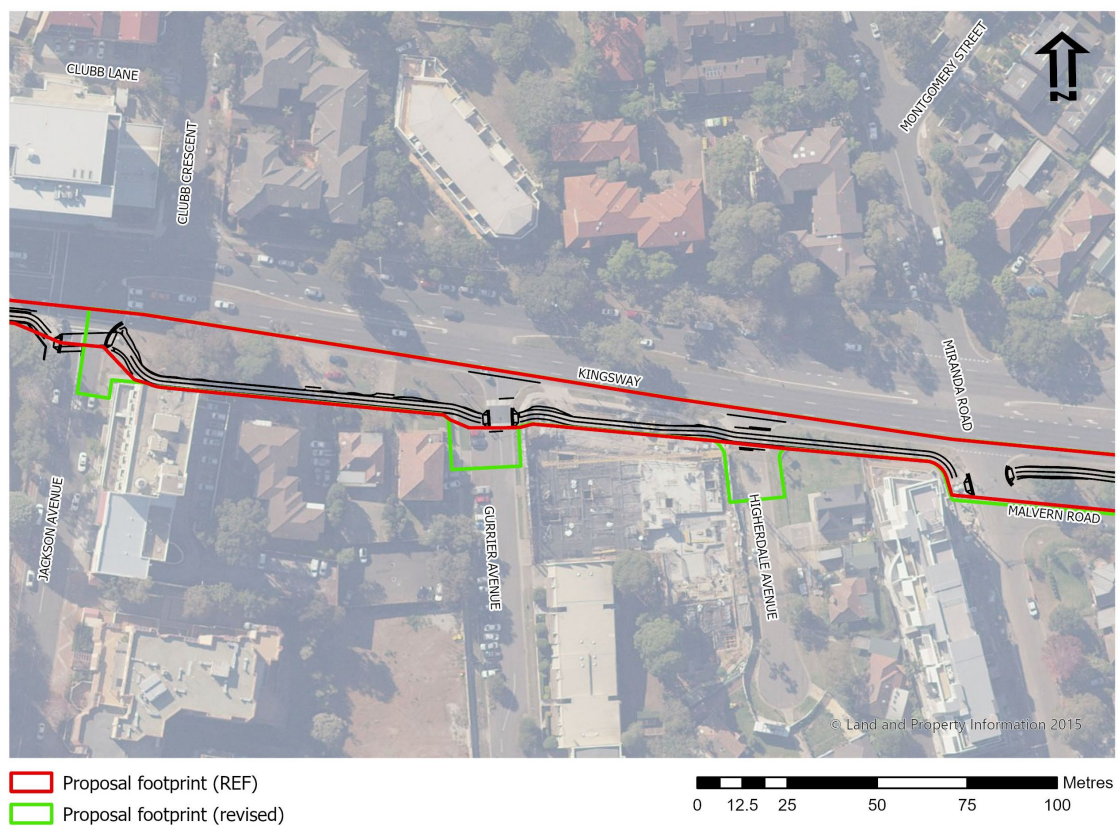 CLUBB LANE
MONTGOMERY STREET
N
CLUBB CRESCENT
KINGSWAY
MIRANDA ROAD
JACKSON AVENUE
GURRIER AVENUE
HIGHERDALE AVENUE
MALVERN ROAD
© Land and Property Information 2015
Proposal footprint (REF)
Proposal footprint (revised)
Metres
0 12.5 25 50 75 100